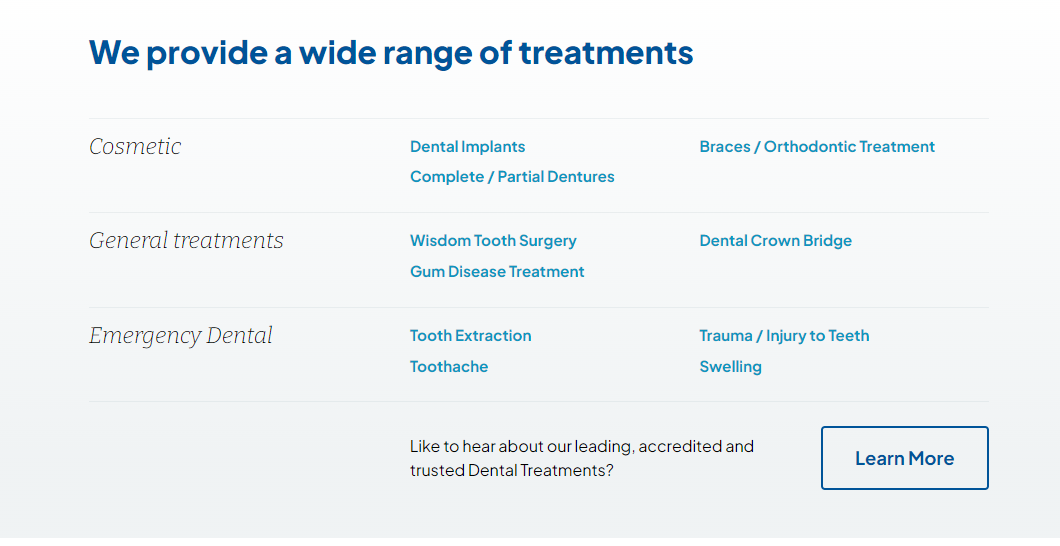 We provide a wide range of treatments
Cosmetic
Dental Implants
Braces / Orthodontic Treatment
Complete / Partial Dentures
General treatments
Wisdom Tooth Surgery
Dental Crown Bridge
Gum Disease Treatment
Emergency Dental
Tooth Extraction
Trauma / Injury to Teeth
Toothache
Swelling
Like to hear about our leading, accredited and
trusted Dental Treatments?
Learn More